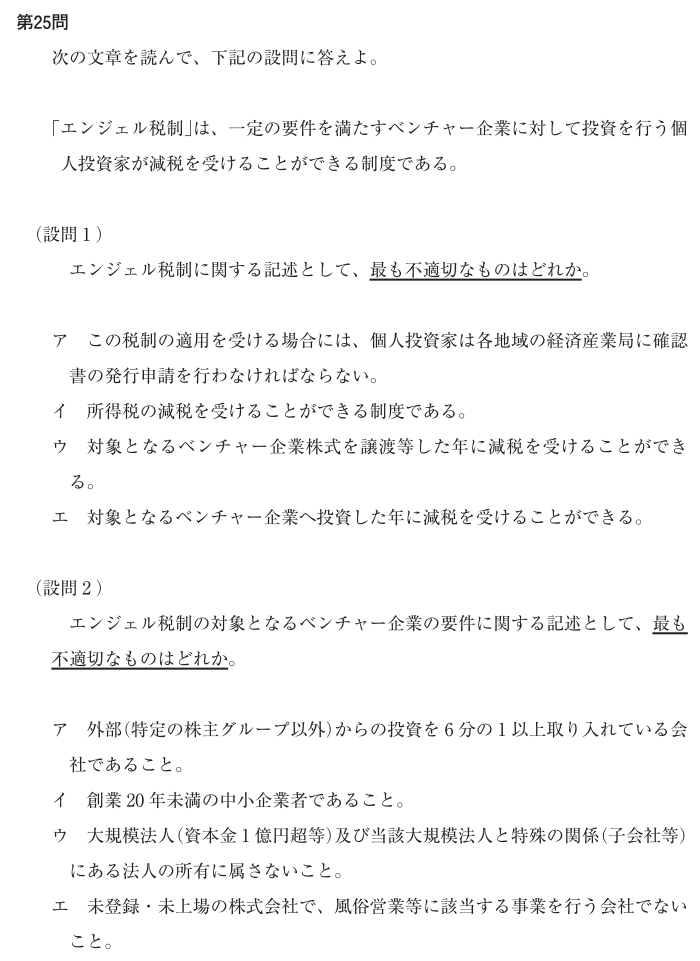 第25問
次の文章を読んで、下記の設問に答えよ。
「エンジェル税制」は、一定の要件を満たすベンチャー企業に対して投資を行う個
人投資家が減税を受けることができる制度である。
（設問１）
エンジェル税制に関する記述として、最も不適切なものはどれか。
ア　この税制の適用を受ける場合には、個人投資家は各地域の経済産業局に確認
書の発行申請を行わなければならない。
イ　所得税の減税を受けることができる制度である。
ウ　対象となるベンチャー企業株式を譲渡等した年に減税を受けることができ
る。
エ　対象となるベンチャー企業へ投資した年に減税を受けることができる。
（設問２）
エンジェル税制の対象となるベンチャー企業の要件に関する記述として、最も
不適切なものはどれか。
ア　外部（特定の株主グループ以外）からの投資を６分の１以上取り入れている会
社であること。
イ　創業 20 年未満の中小企業者であること。
ウ　大規模法人（資本金１億円超等）及び当該大規模法人と特殊の関係（子会社等）
にある法人の所有に属さないこと。
エ　未登録・未上場の株式会社で、風俗営業等に該当する事業を行う会社でない
こと。